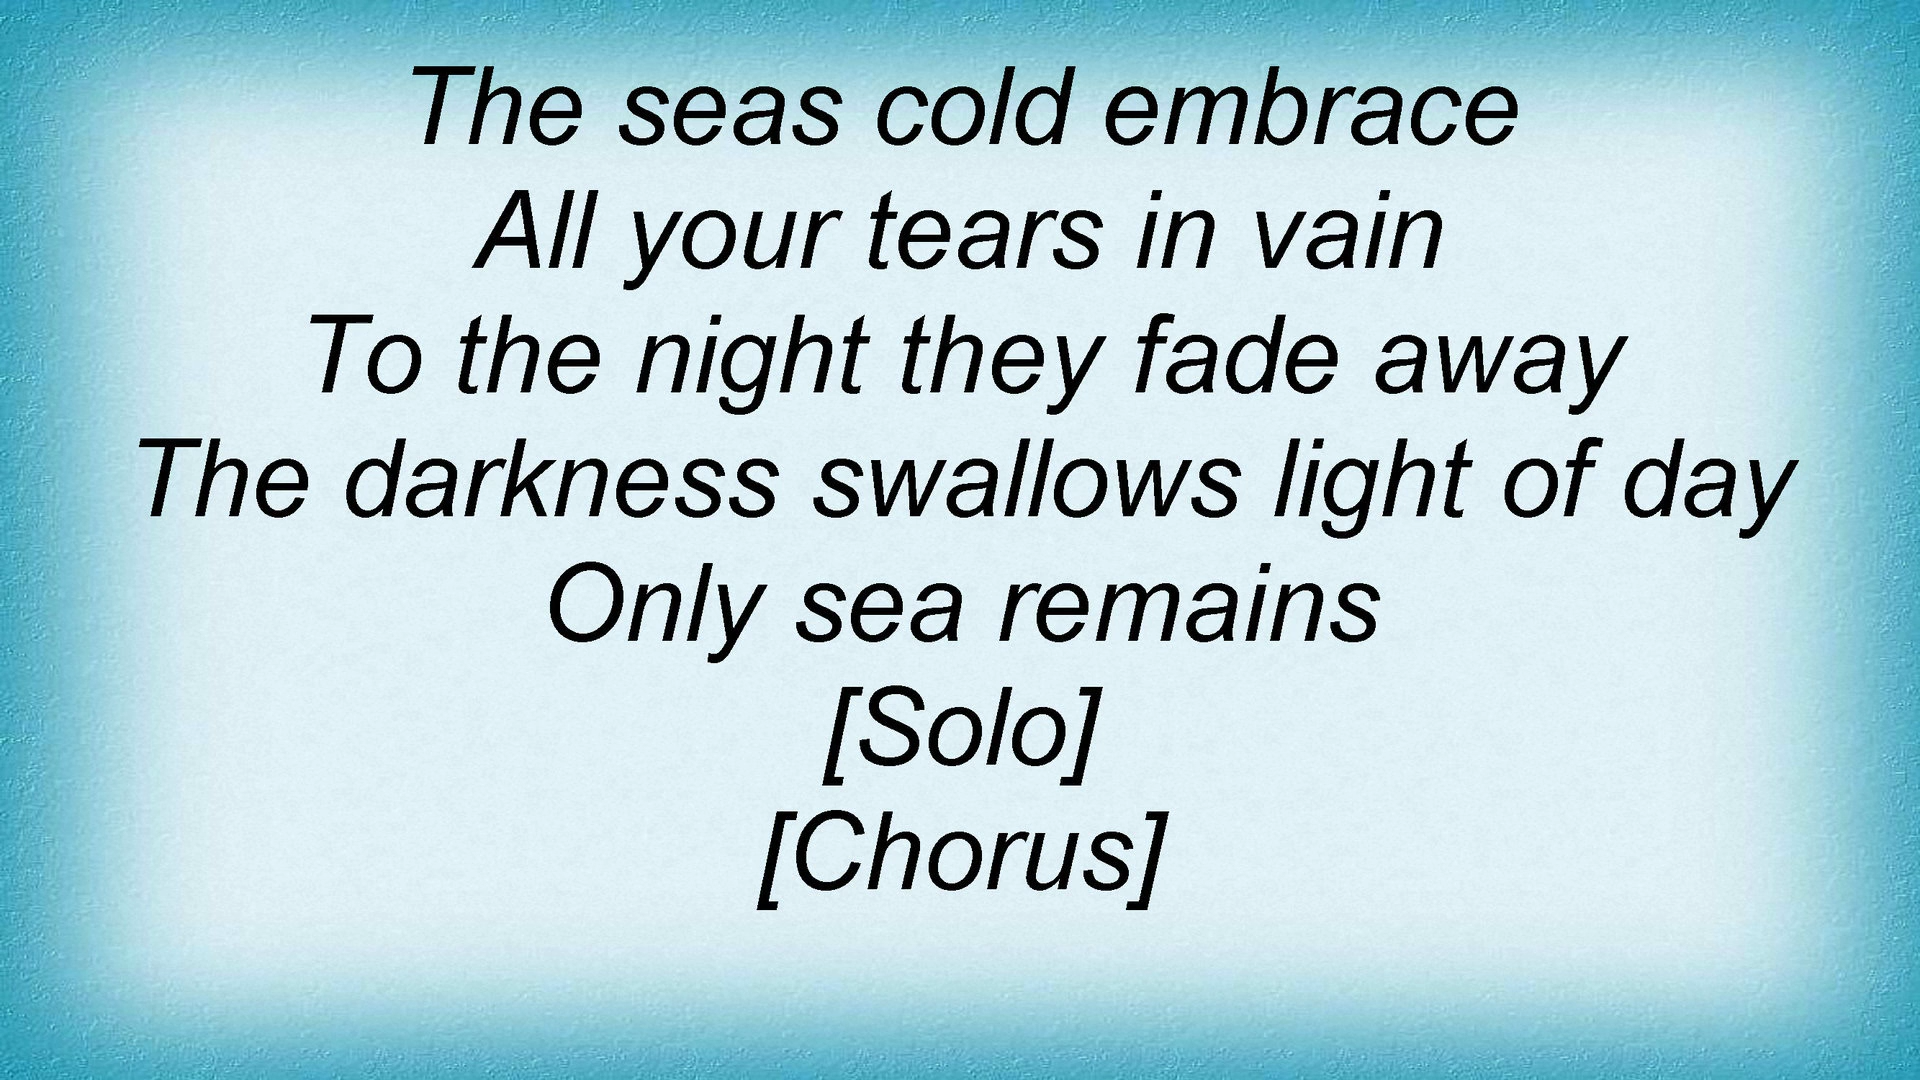 The seas cold embrace
All your tears in vain
To the night they fade away
The darkness swallows light of day
Only sea remains
[Solo]
[Chorus]